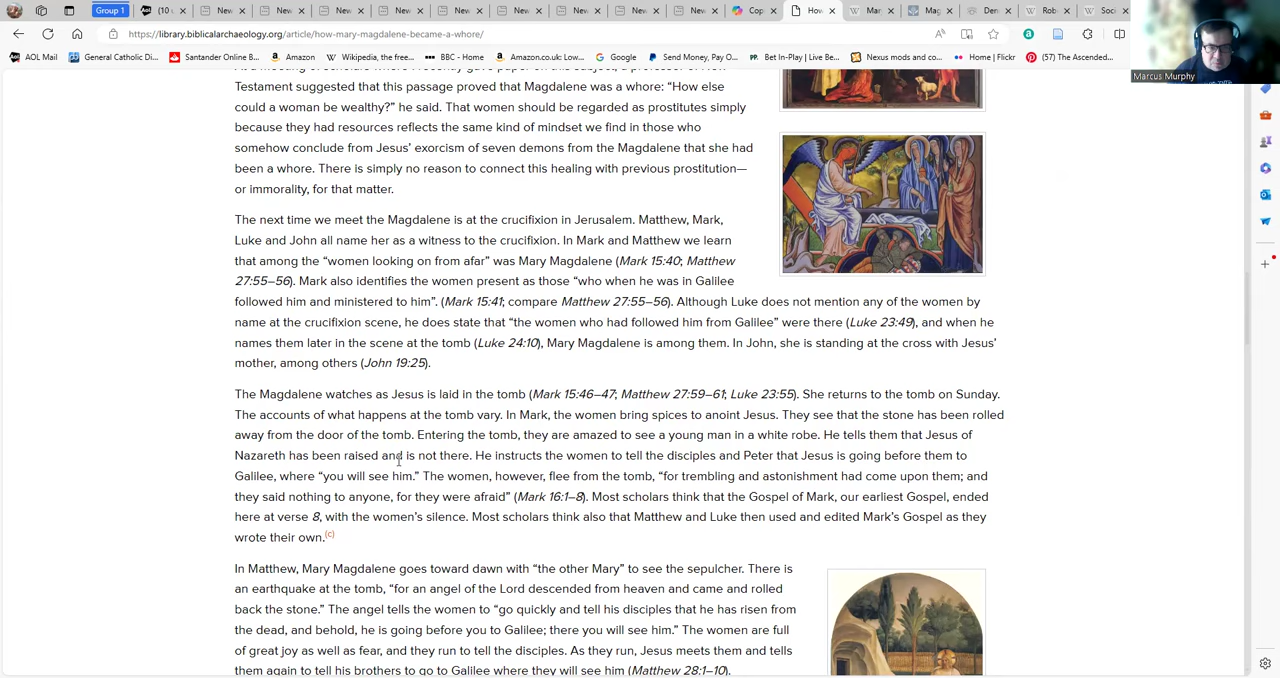 Group 1
(10
New
New
New
New
New
New
New
New
New
Cop
How
Mar
Mag
Den
Rob
Soci
https://library.biblicalarchaeology.org/article/how-mary-magdalene-became-a-whore/
AOL Mail
General Catholic Di...
Santander Online B...
Amazon
Wikipedia, the free...
BBC - Home
Amazon.co.uk: Low...
Google
Send Money, Pay O...
Bet In-Play | Live Be...
Nexus mods and co...
Home | Flickr
(57) The Ascended...
Marcus Murphy
Testament suggested that this passage proved that Magdalene was a whore: “How else
could a woman be wealthy?” he said. That women should be regarded as prostitutes simply
because they had resources reflects the same kind of mindset we find in those who
somehow conclude from Jesus’ exorcism of seven demons from the Magdalene that she had
been a whore. There is simply no reason to connect this healing with previous prostitution—
or immorality, for that matter.
The next time we meet the Magdalene is at the crucifixion in Jerusalem. Matthew, Mark,
Luke and John all name her as a witness to the crucifixion. In Mark and Matthew we learn
that among the “women looking on from afar” was Mary Magdalene (Mark 15:40; Matthew
27:55–56). Mark also identifies the women present as those “who when he was in Galilee
followed him and ministered to him”. (Mark 15:41; compare Matthew 27:55–56). Although Luke does not mention any of the women by
name at the crucifixion scene, he does state that “the women who had followed him from Galilee” were there (Luke 23:49), and when he
names them later in the scene at the tomb (Luke 24:10), Mary Magdalene is among them. In John, she is standing at the cross with Jesus’
mother, among others (John 19:25).
The Magdalene watches as Jesus is laid in the tomb (Mark 15:46–47; Matthew 27:59–61; Luke 23:55). She returns to the tomb on Sunday.
The accounts of what happens at the tomb vary. In Mark, the women bring spices to anoint Jesus. They see that the stone has been rolled
away from the door of the tomb. Entering the tomb, they are amazed to see a young man in a white robe. He tells them that Jesus of
Nazareth has been raised and is not there. He instructs the women to tell the disciples and Peter that Jesus is going before them to
Galilee, where “you will see him.” The women, however, flee from the tomb, “for trembling and astonishment had come upon them; and
they said nothing to anyone, for they were afraid” (Mark 16:1–8). Most scholars think that the Gospel of Mark, our earliest Gospel, ended
here at verse 8, with the women’s silence. Most scholars think also that Matthew and Luke then used and edited Mark’s Gospel as they
wrote their own.(c)
In Matthew, Mary Magdalene goes toward dawn with “the other Mary” to see the sepulcher. There is
an earthquake at the tomb, “for an angel of the Lord descended from heaven and came and rolled
back the stone.” The angel tells the women to “go quickly and tell his disciples that he has risen from
the dead, and behold, he is going before you to Galilee; there you will see him.” The women are full
of great joy as well as fear, and they run to tell the disciples. As they run, Jesus meets them and tells
them again to tell his brothers to go to Galilee where they will see him (Matthew 28:1–10).